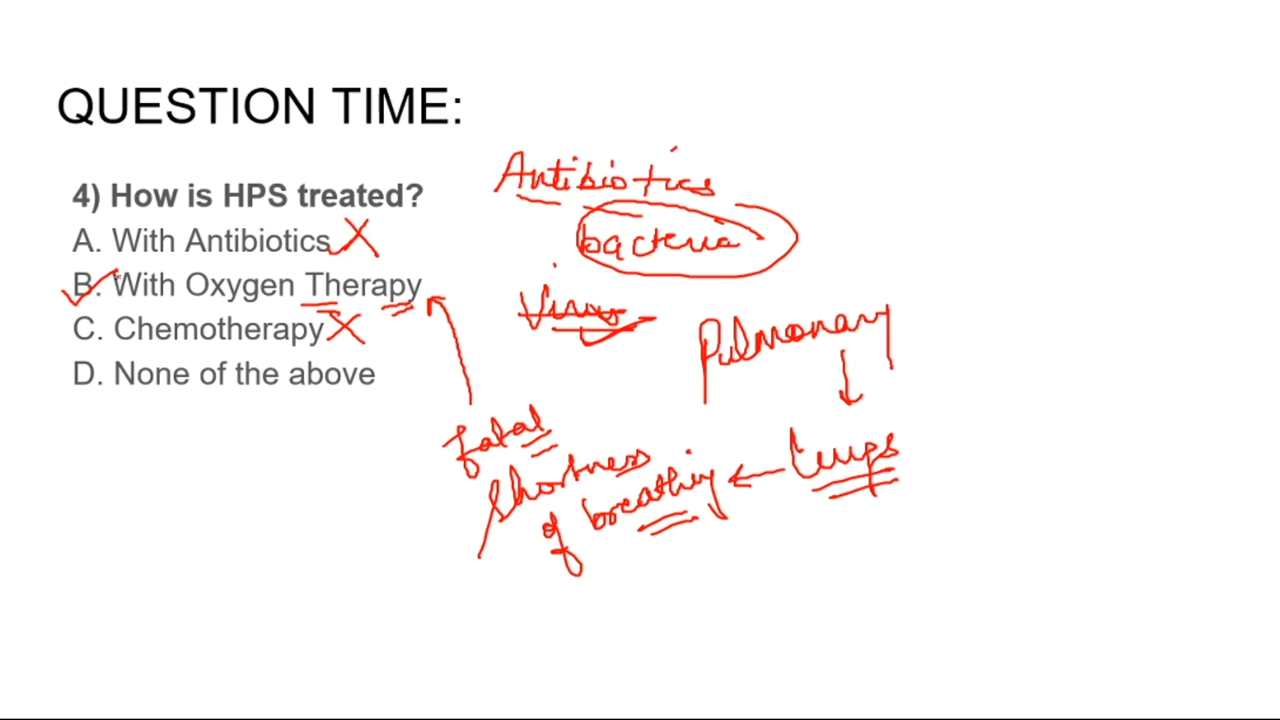 QUESTION TIME:
4) How is HPS treated?
A. With Antibiotics
B. With Oxygen Therapy
C. Chemotherapy
D. None of the above
Antibiotics
bacteria
Virus
Pulmonary
Lungs
fatal
Shortness
of breathing